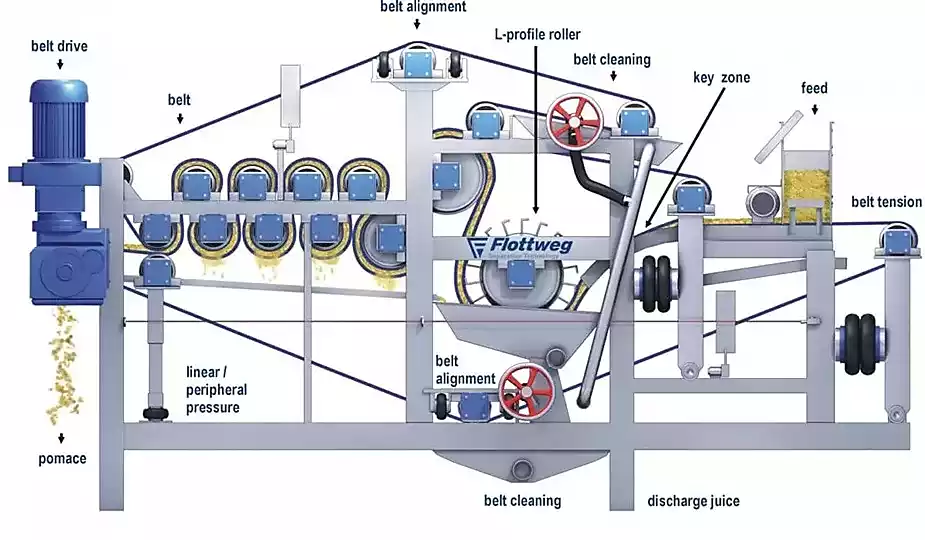 belt alignment
belt drive
L-profile roller
belt cleaning
key zone
feed
belt
belt tension
Flottweg
Separation Technology
linear /
peripheral
pressure
belt
alignment
pomace
belt cleaning
discharge juice